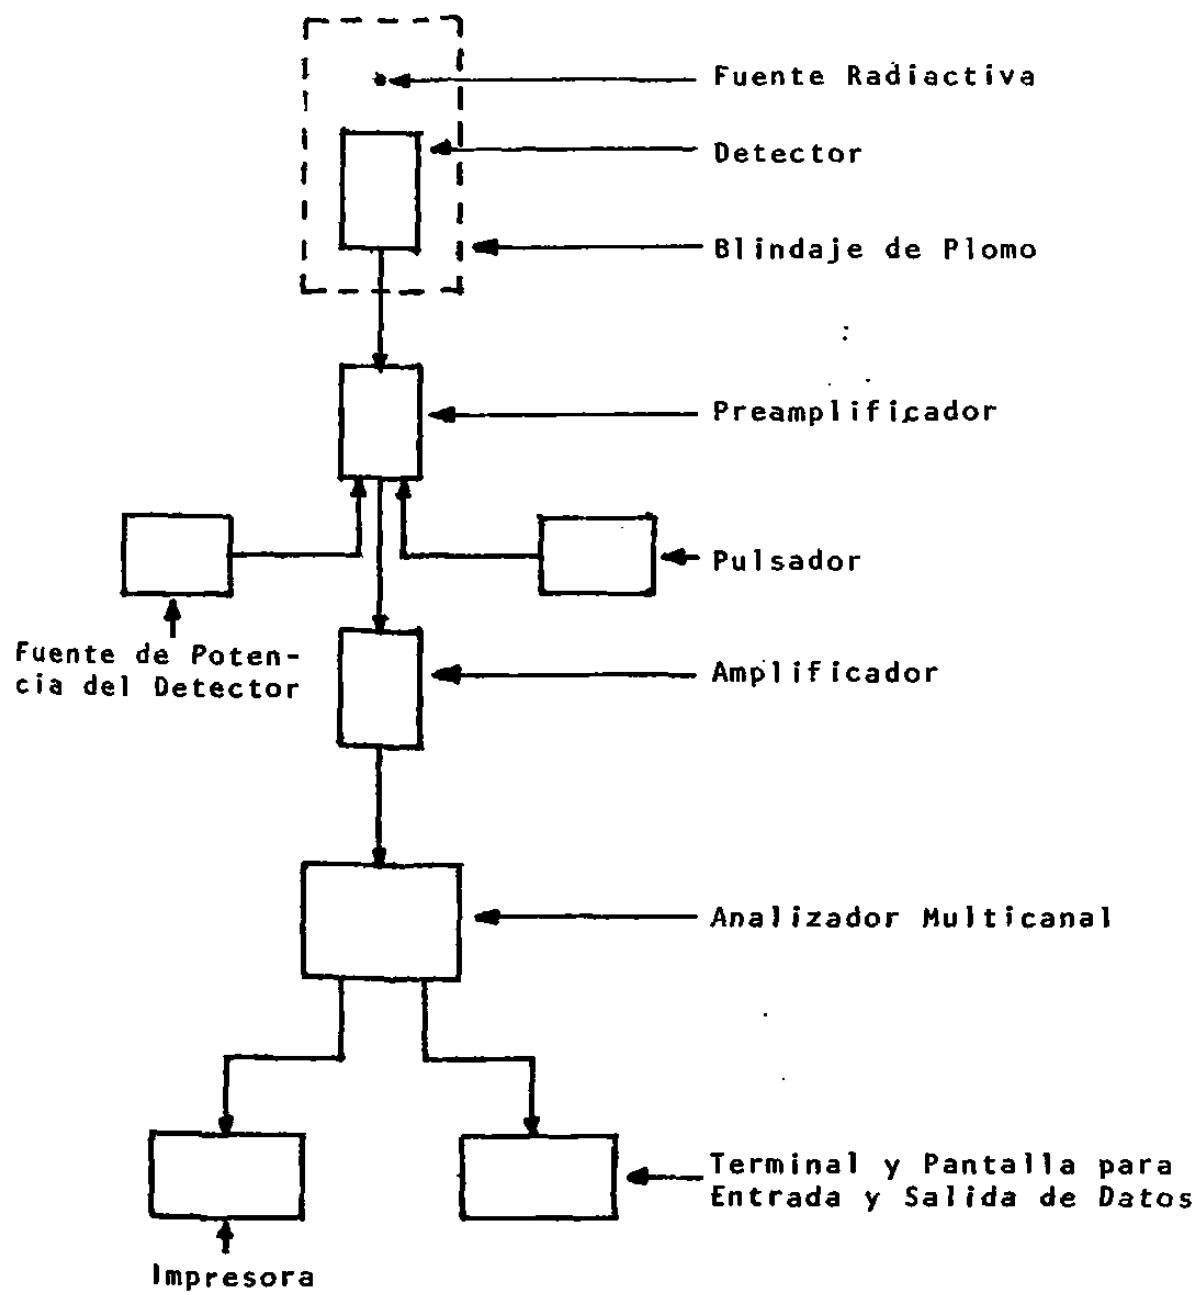 Fuente Radiactiva
Detector
Blindaje de Plomo
Preamplificador
Pulsador
Fuente de Poten-
cia del Detector
Amplificador
Analizador Multicanal
Terminal y Pantalla para
Entrada y Salida de Datos
Impresora